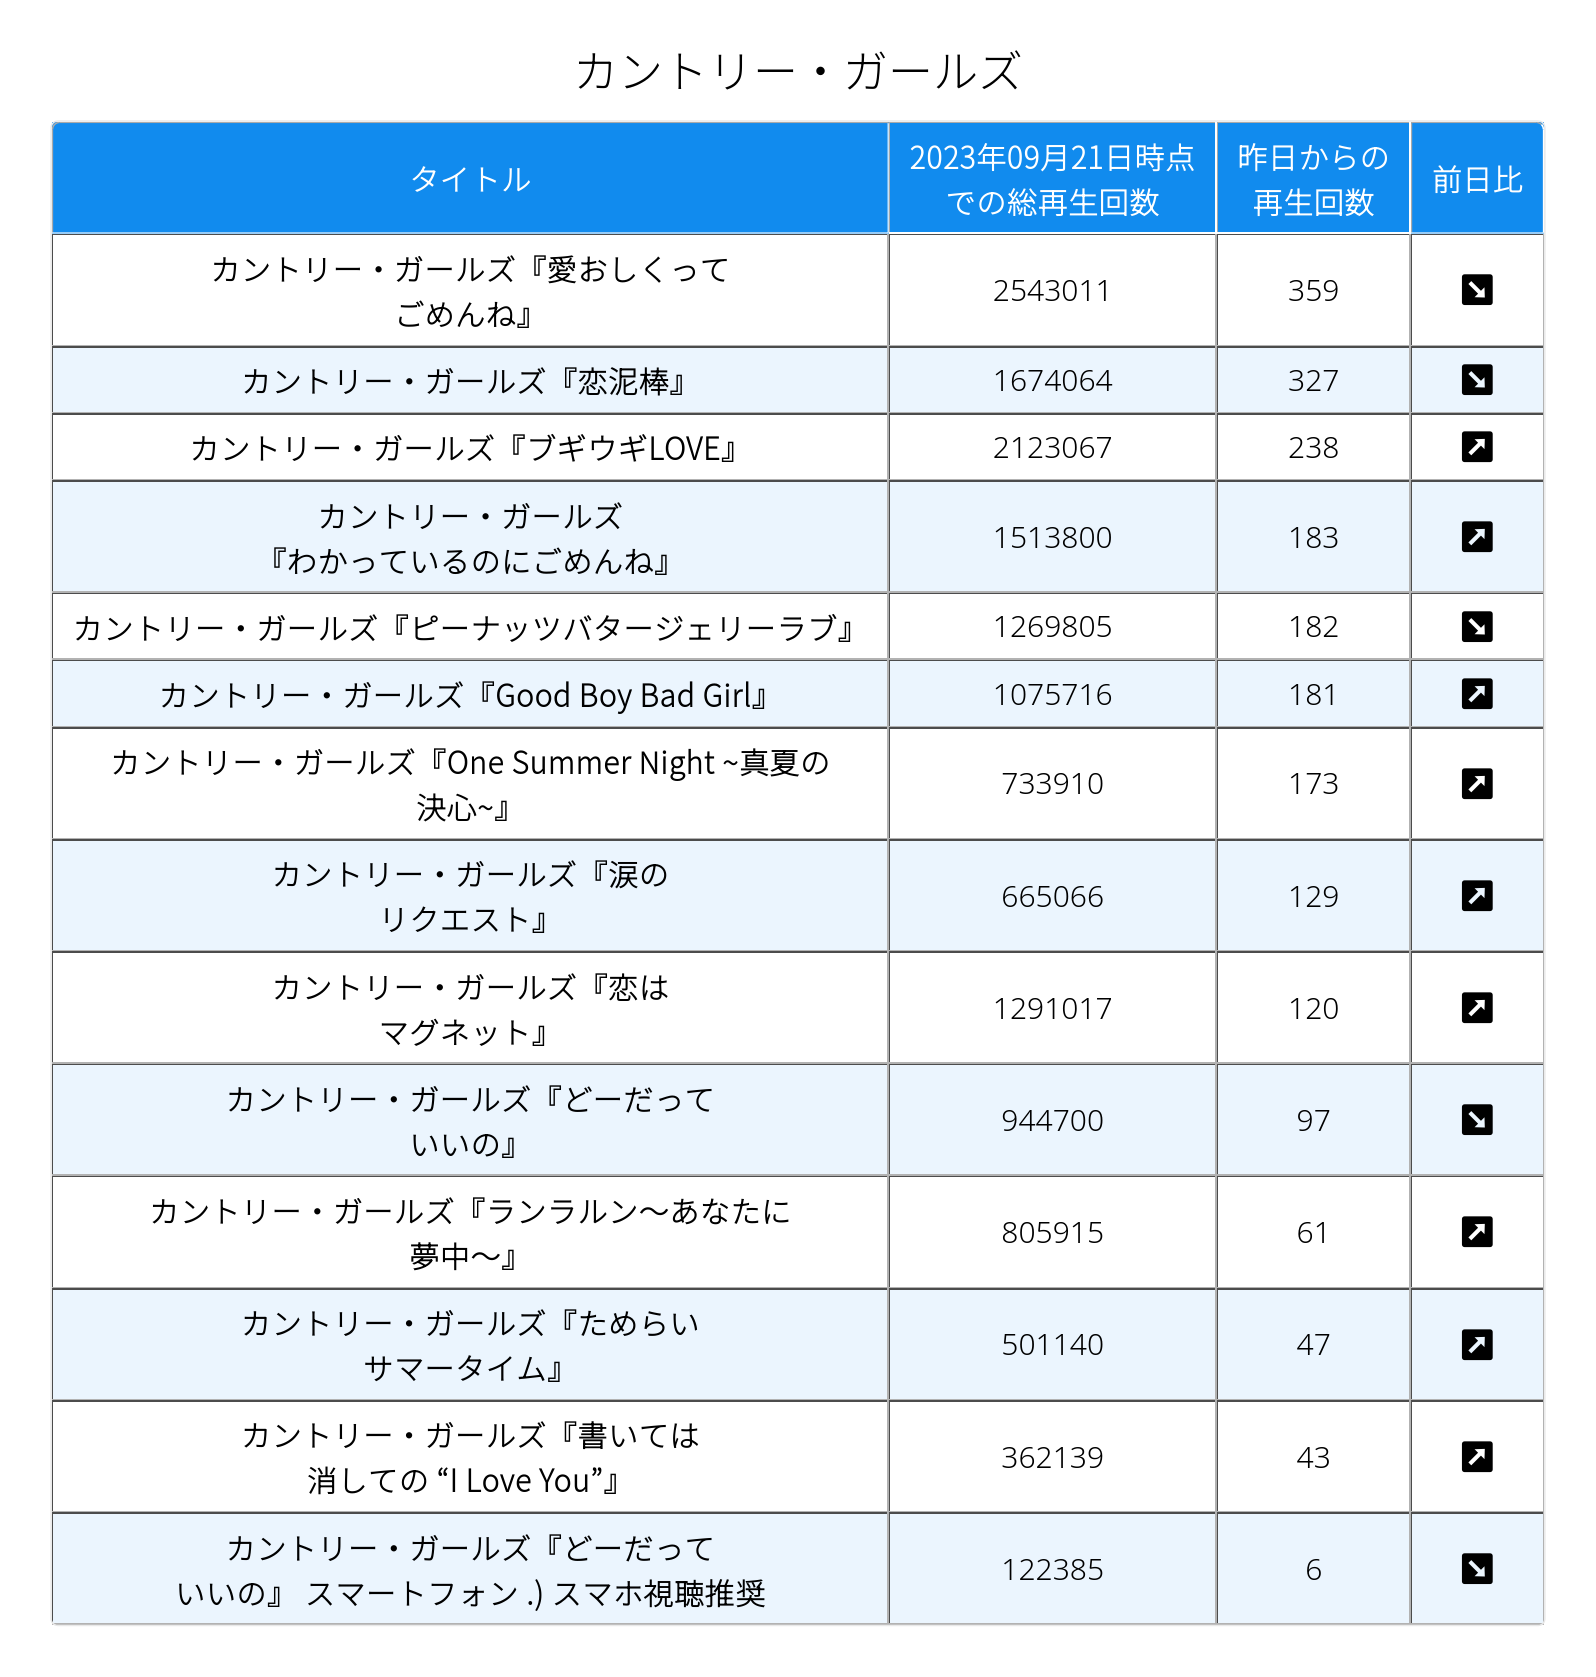 カントリー・ガールズ
タイトル
2023年09月21日時点
での総再生回数
昨日からの
再生回数
前日比
カントリー・ガールズ『愛おしくって
ごめんね』
2543011
359
↘
カントリー・ガールズ『恋泥棒』
1674064
327
↘
カントリー・ガールズ『ブギウギLOVE』
2123067
238
↗
カントリー・ガールズ
『わかっているのにごめんね』
1513800
183
↗
カントリー・ガールズ『ピーナッツバタージェリーラブ』
1269805
182
↘
カントリー・ガールズ『Good Boy Bad Girl』
1075716
181
↗
カントリー・ガールズ『One Summer Night ~真夏の
決心~』
733910
173
↗
カントリー・ガールズ『涙の
リクエスト』
665066
129
↗
カントリー・ガールズ『恋は
マグネット』
1291017
120
↗
カントリー・ガールズ『どーだって
いいの』
944700
97
↘
カントリー・ガールズ『ランラルン～あなたに
夢中～』
805915
61
↗
カントリー・ガールズ『ためらい
サマータイム』
501140
47
↗
カントリー・ガールズ『書いては
消しての “I Love You”』
362139
43
↗
カントリー・ガールズ『どーだって
いいの』 スマートフォン .) スマホ視聴推奨
122385
6
↘